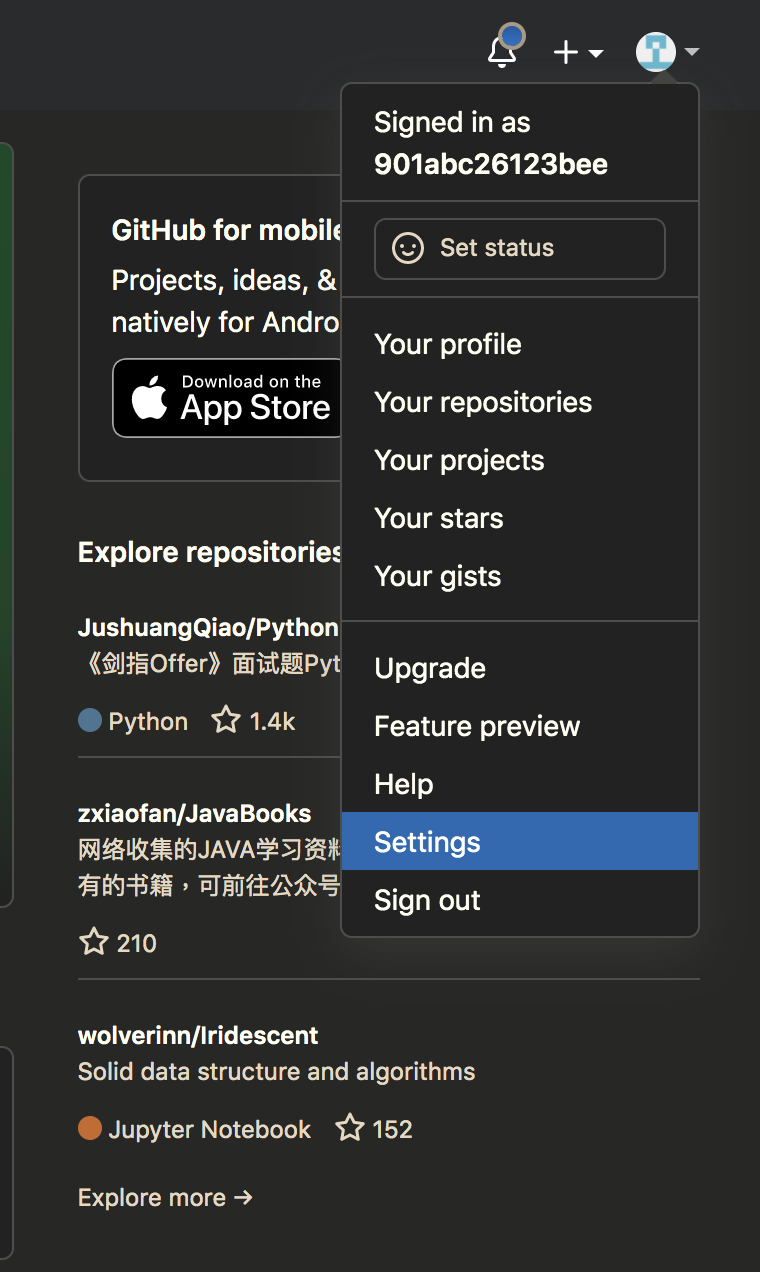 Signed in as
901abc26123bee
Set status
Your profile
Your repositories
Your projects
Your stars
Your gists
Upgrade
Feature preview
Help
Settings
Sign out
GitHub for mobile
Projects, ideas, &
natively for Andro
Download on the
App Store
Explore repositories
JushuangQiao/Python
《剑指Offer》面试题Pyt
Python 1.4k
zxiaofan/JavaBooks
网络收集的JAVA学习资料
有的书籍，可前往公众号
210
wolverinn/Iridescent
Solid data structure and algorithms
Jupyter Notebook 152
Explore more →